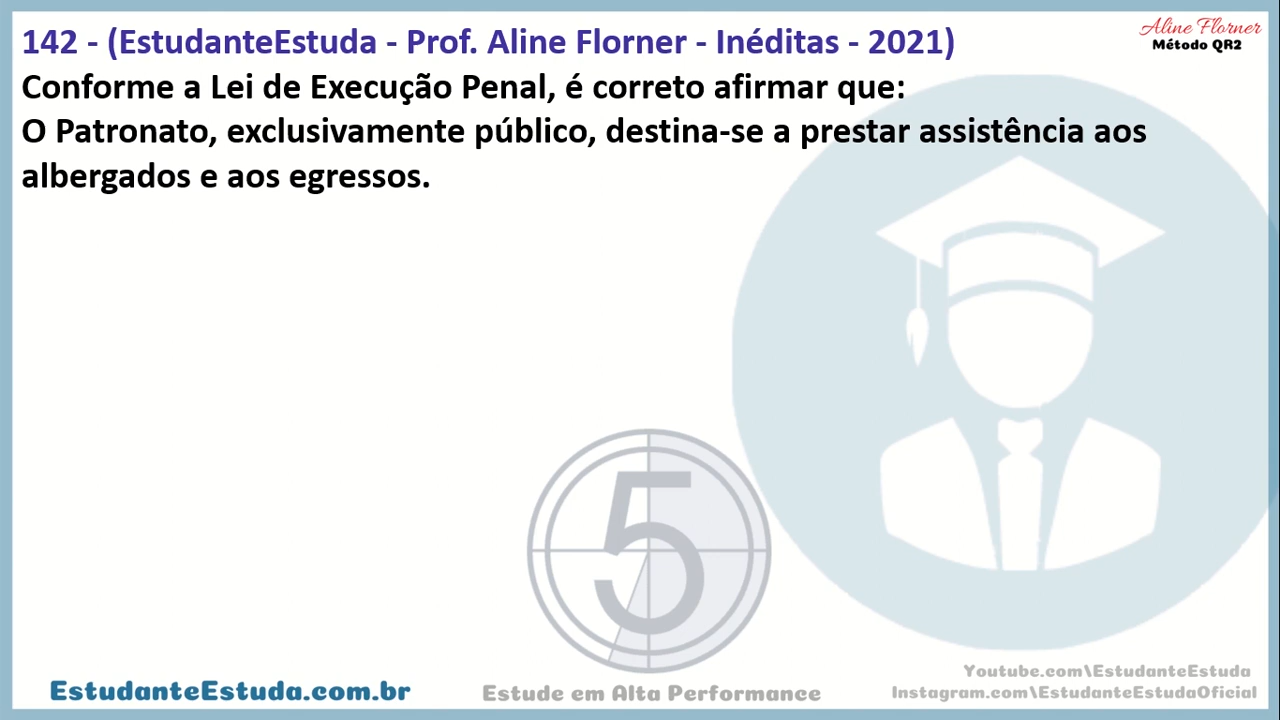 142 - (EstudanteEstuda - Prof. Aline Florner - Inéditas - 2021)
Aline Florner
Método QR2
Conforme a Lei de Execução Penal, é correto afirmar que:
O Patronato, exclusivamente público, destina-se a prestar assistência aos
albergados e aos egressos.
5
EstudanteEstuda.com.br
Estude em Alta Performance
Youtube.com\EstudanteEstuda
Instagram.com\EstudanteEstudaOficial